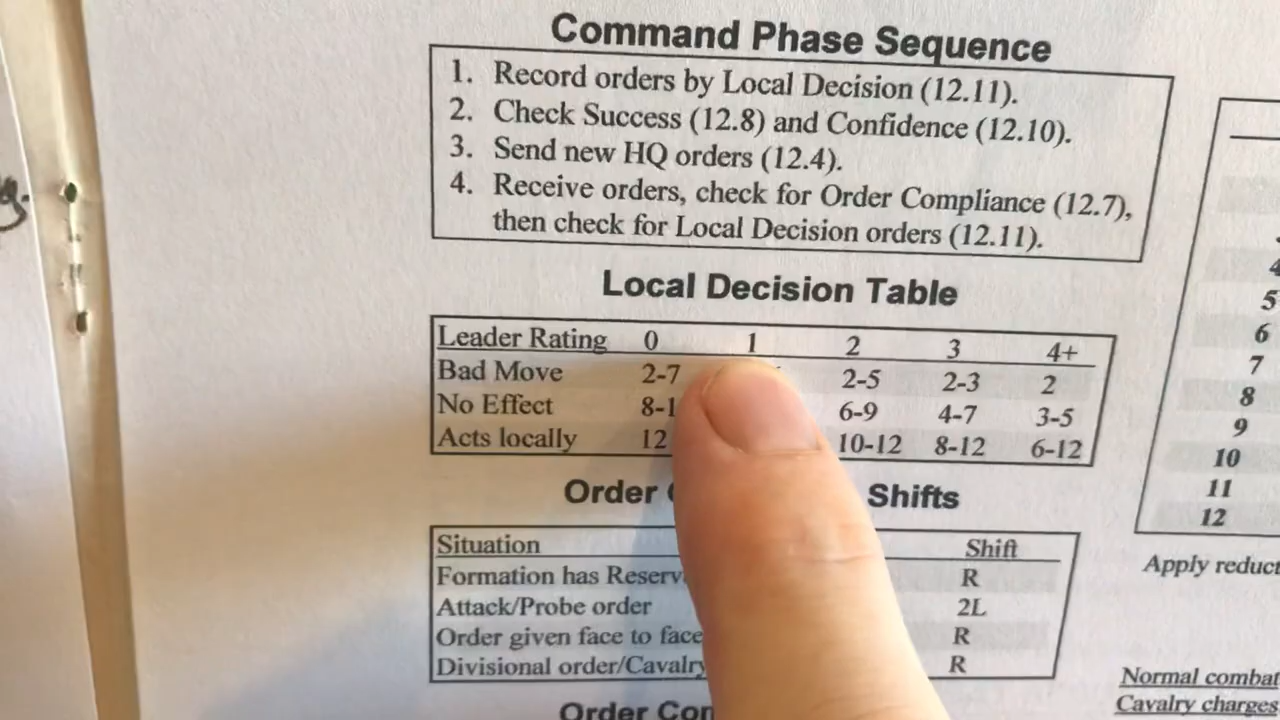 Command Phase Sequence
1. Record orders by Local Decision (12.11).
2. Check Success (12.8) and Confidence (12.10).
3. Send new HQ orders (12.4).
4. Receive orders, check for Order Compliance (12.7),
then check for Local Decision orders (12.11).
Local Decision Table
Leader Rating 0 1 2 3 4+
Bad Move 2-7 2-5 2-3 2
No Effect 8-1 6-9 4-7 3-5
Acts locally 12 10-12 8-12 6-12
Order Shifts
Situation Shift
Formation has Reserv R
Attack/Probe order 2L
Order given face to face R
Divisional order/Cavalry R
Order Con
4
5
6
7
8
9
10
11
12
Apply reduct
Normal combat
Cavalry charges